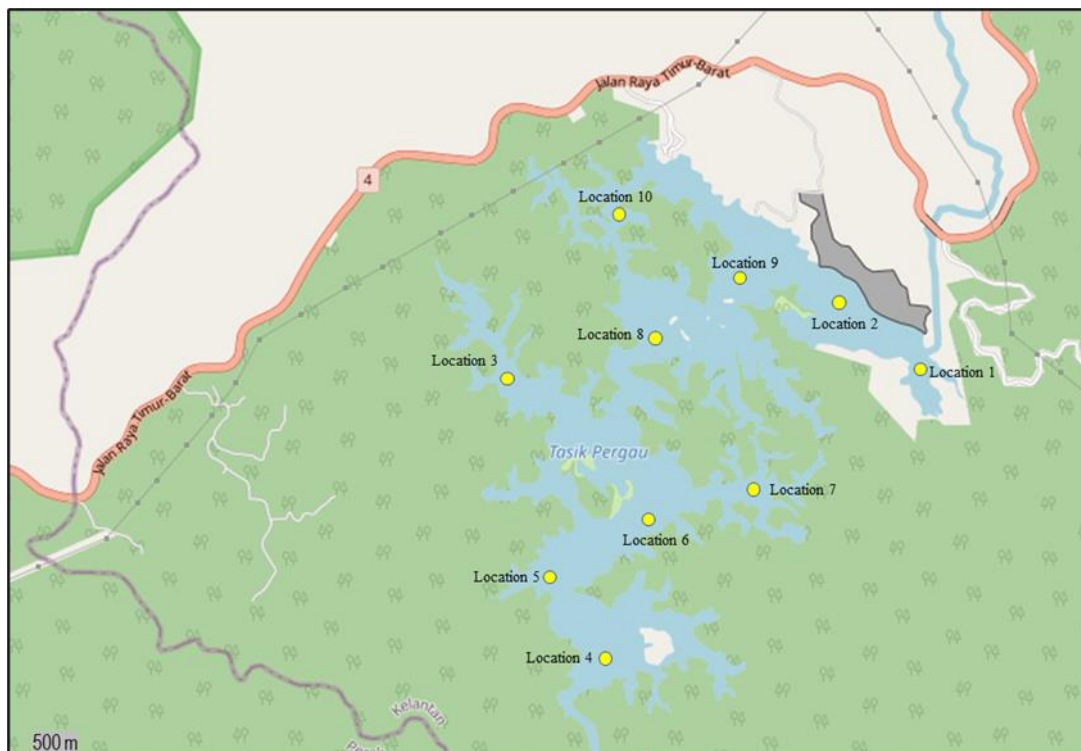 Jalan Raya Timur-Barat
4
Location 10
Location 9
Location 2
Location 8
Location 3
Location 1
Jalan Raya Timur-Barat
Tasik Pergau
Location 7
Location 6
Location 5
Location 4
Kelantan
500 m